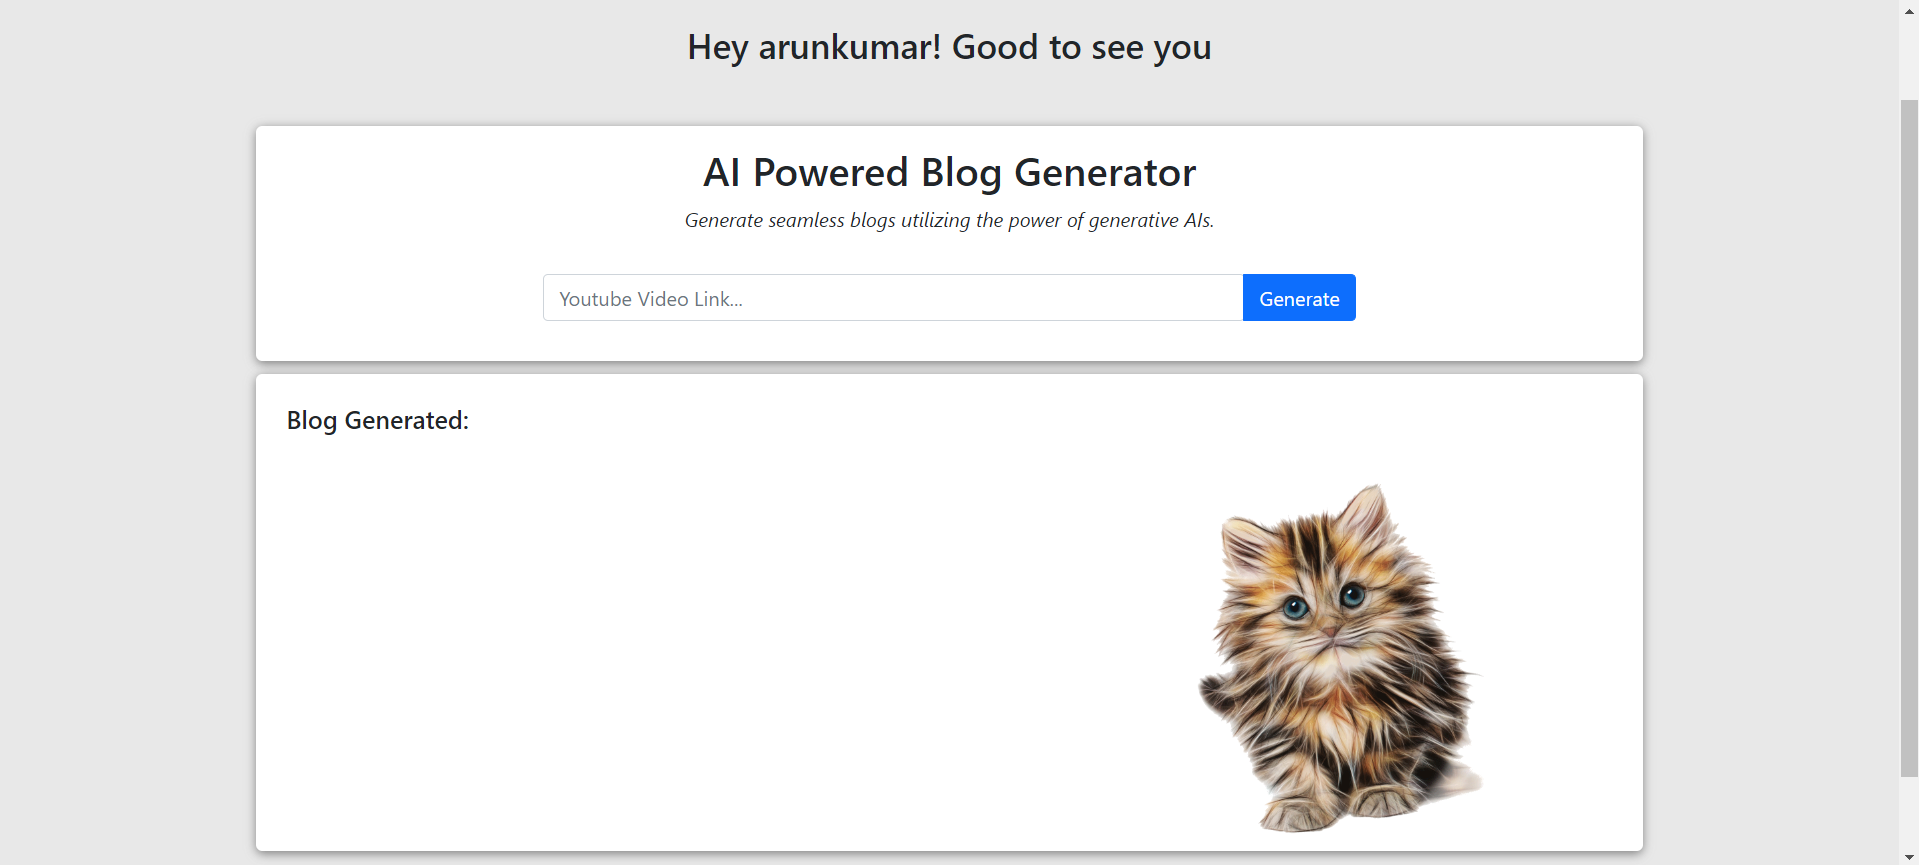 Hey arunkumar! Good to see you
AI Powered Blog Generator
Generate seamless blogs utilizing the power of generative AIs.
Youtube Video Link...
Generate
Blog Generated: